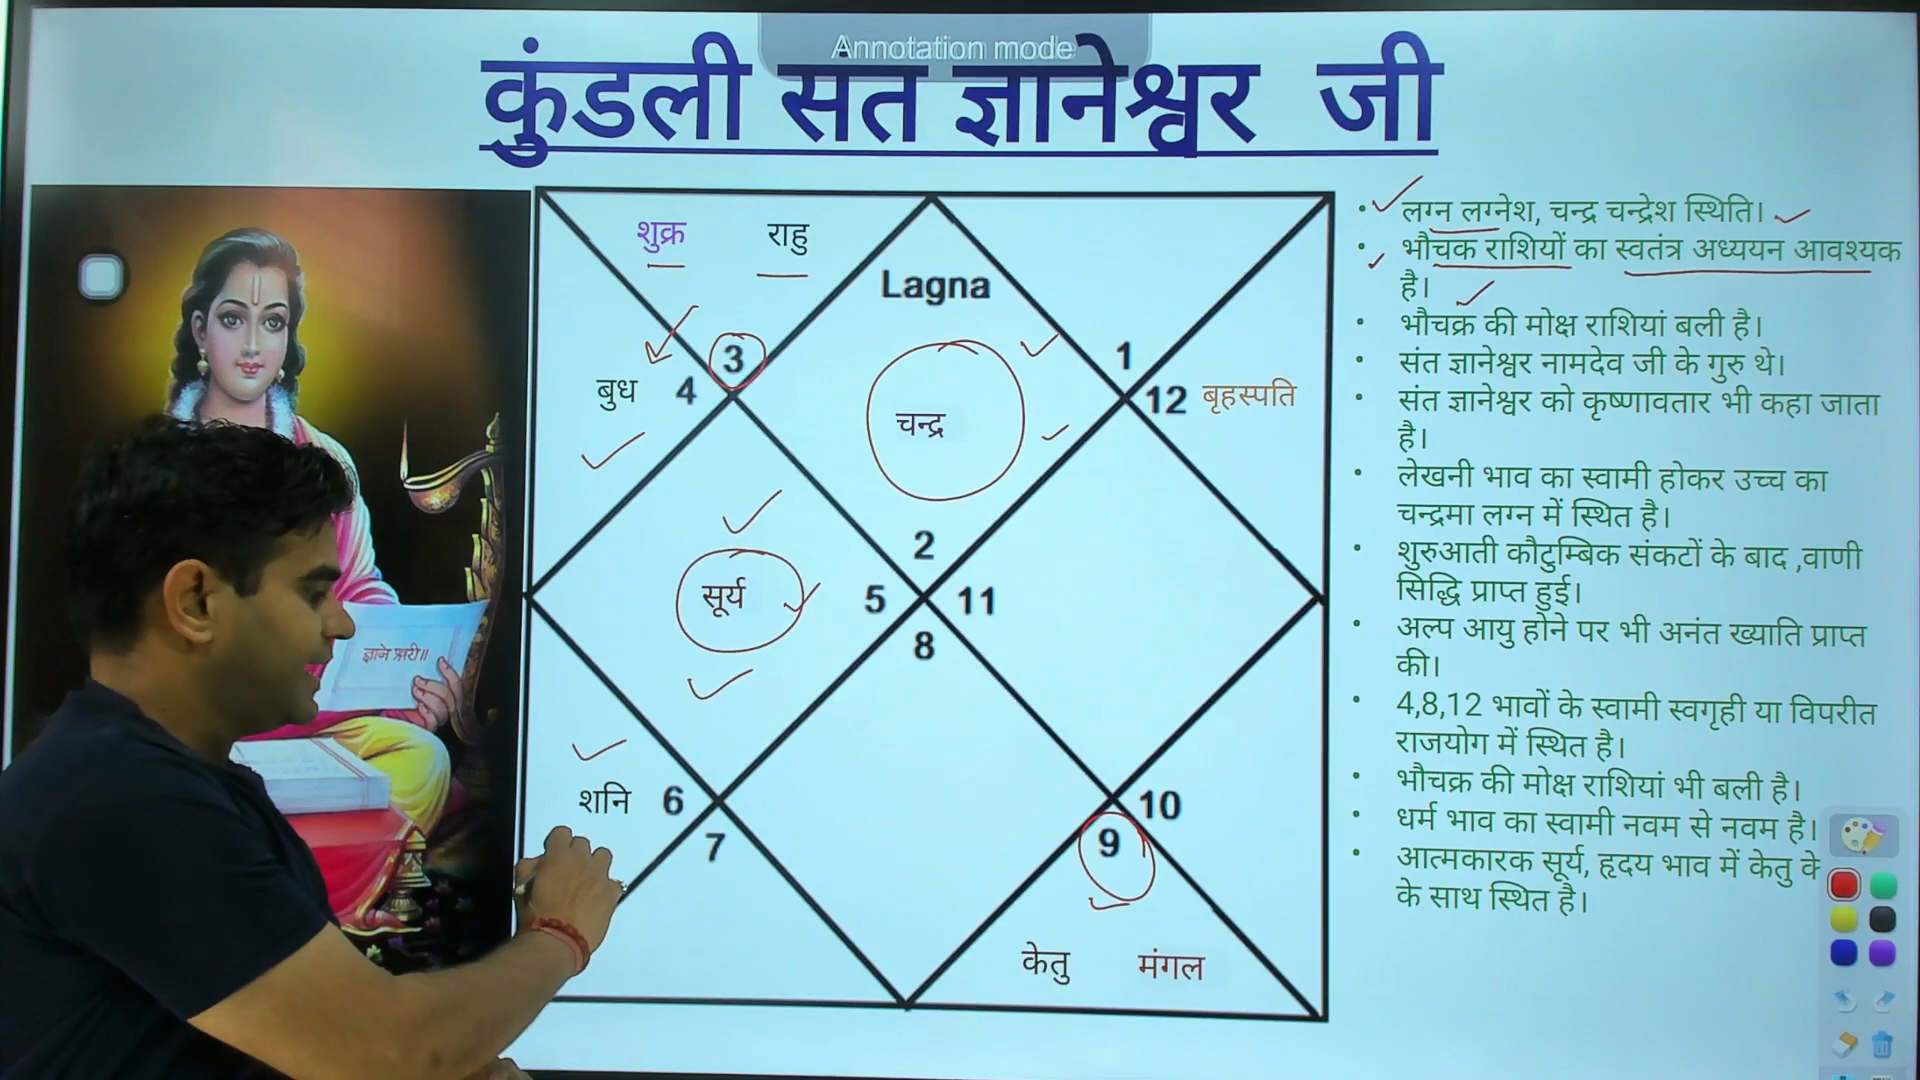 Annotation mode
कुंडली संत ज्ञानेश्वर जी
शुक्र राहु
Lagna
3
1
बुध 4
12 बृहस्पति
चन्द्र
2
सूर्य
5 11
8
शनि 6
10
7
9
केतु मंगल
• लग्न लग्नेश, चन्द्र चन्द्रेश स्थिति।
• भौचक राशियों का स्वतंत्र अध्ययन आवश्यक
है।
• भौचक्र की मोक्ष राशियां बली है।
• संत ज्ञानेश्वर नामदेव जी के गुरु थे।
• संत ज्ञानेश्वर को कृष्णावतार भी कहा जाता
है।
• लेखनी भाव का स्वामी होकर उच्च का
चन्द्रमा लग्न में स्थित है।
• शुरुआती कौटुम्बिक संकटों के बाद ,वाणी
सिद्धि प्राप्त हुई।
• अल्प आयु होने पर भी अनंत ख्याति प्राप्त
की।
• 4,8,12 भावों के स्वामी स्वगृही या विपरीत
राजयोग में स्थित है।
• भौचक्र की मोक्ष राशियां भी बली है।
• धर्म भाव का स्वामी नवम से नवम है।
• आत्मकारक सूर्य, हृदय भाव में केतु के
के साथ स्थित है।